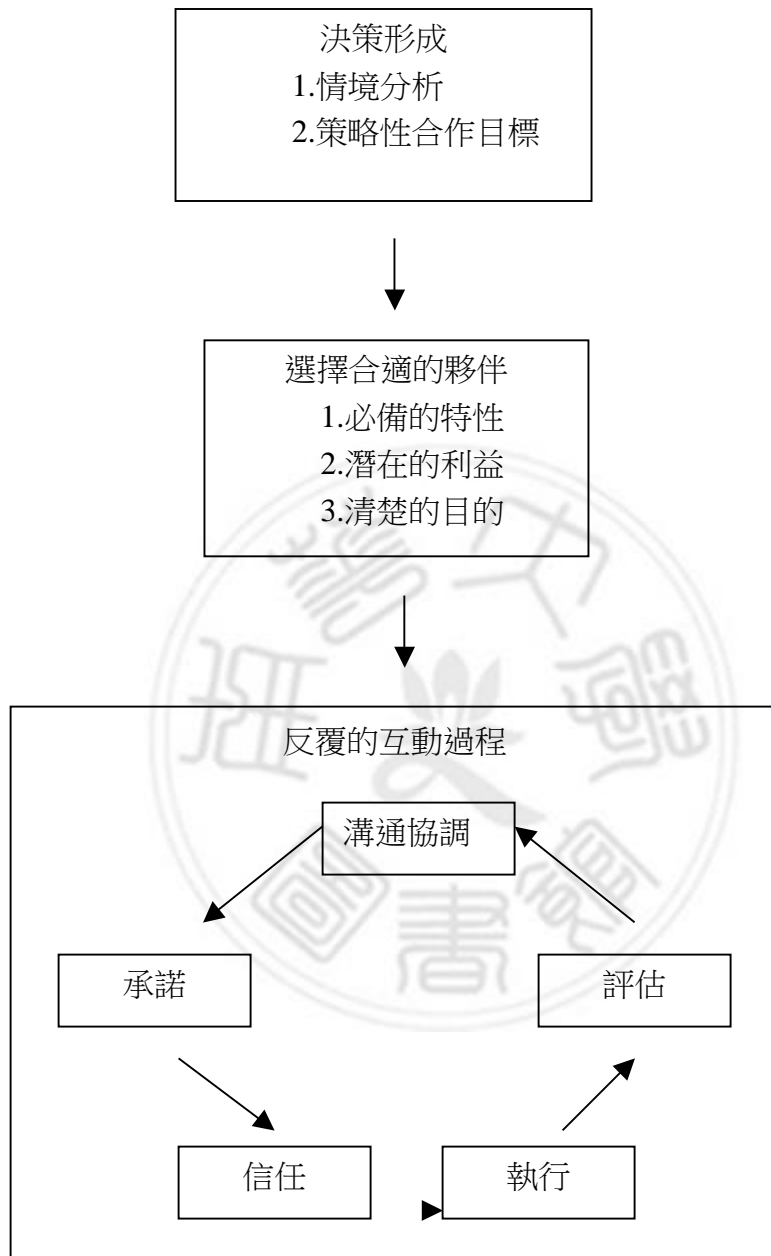 決策形成
1.情境分析
2.策略性合作目標
選擇合適的夥伴
1.必備的特性
2.潛在的利益
3.清楚的目的
反覆的互動過程
溝通協調
承諾
評估
信任
執行